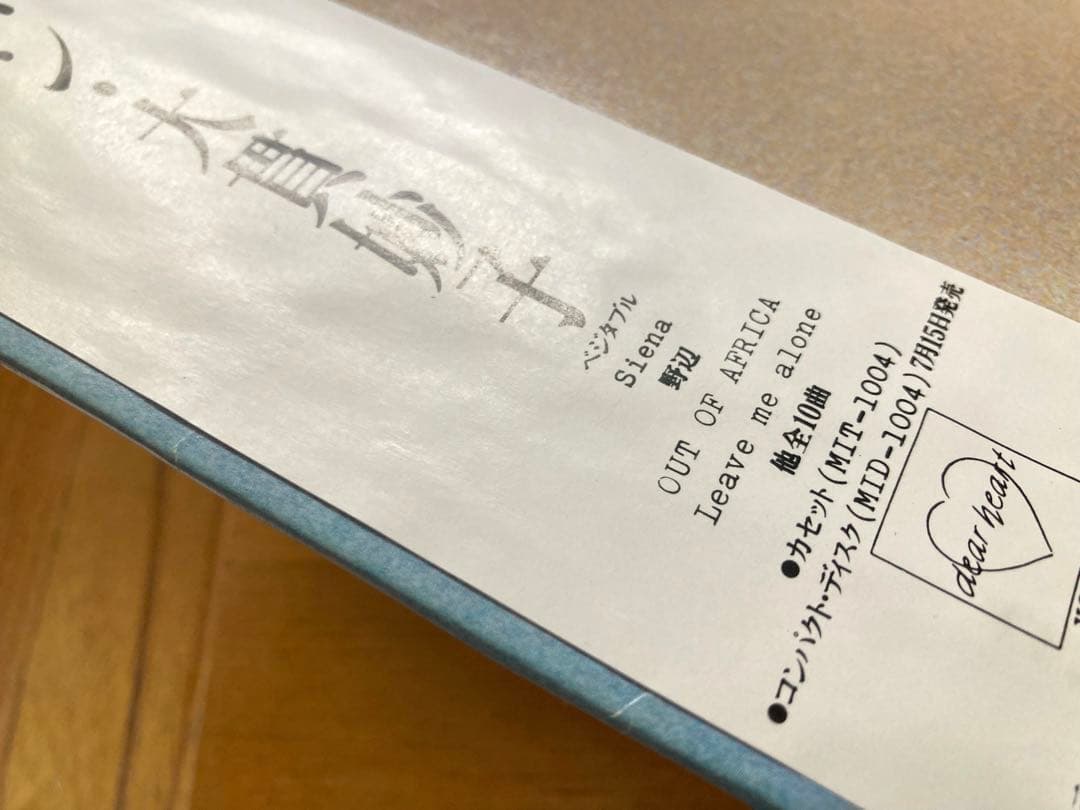 ン・大貫妙子
ベジタブル
Siena
野辺
OUT OF AFRICA
Leave me alone
他全10曲
●カセット(MIT-1004)
●コンパクト・ディスク(MID-1004)7月15日発売
dear heart